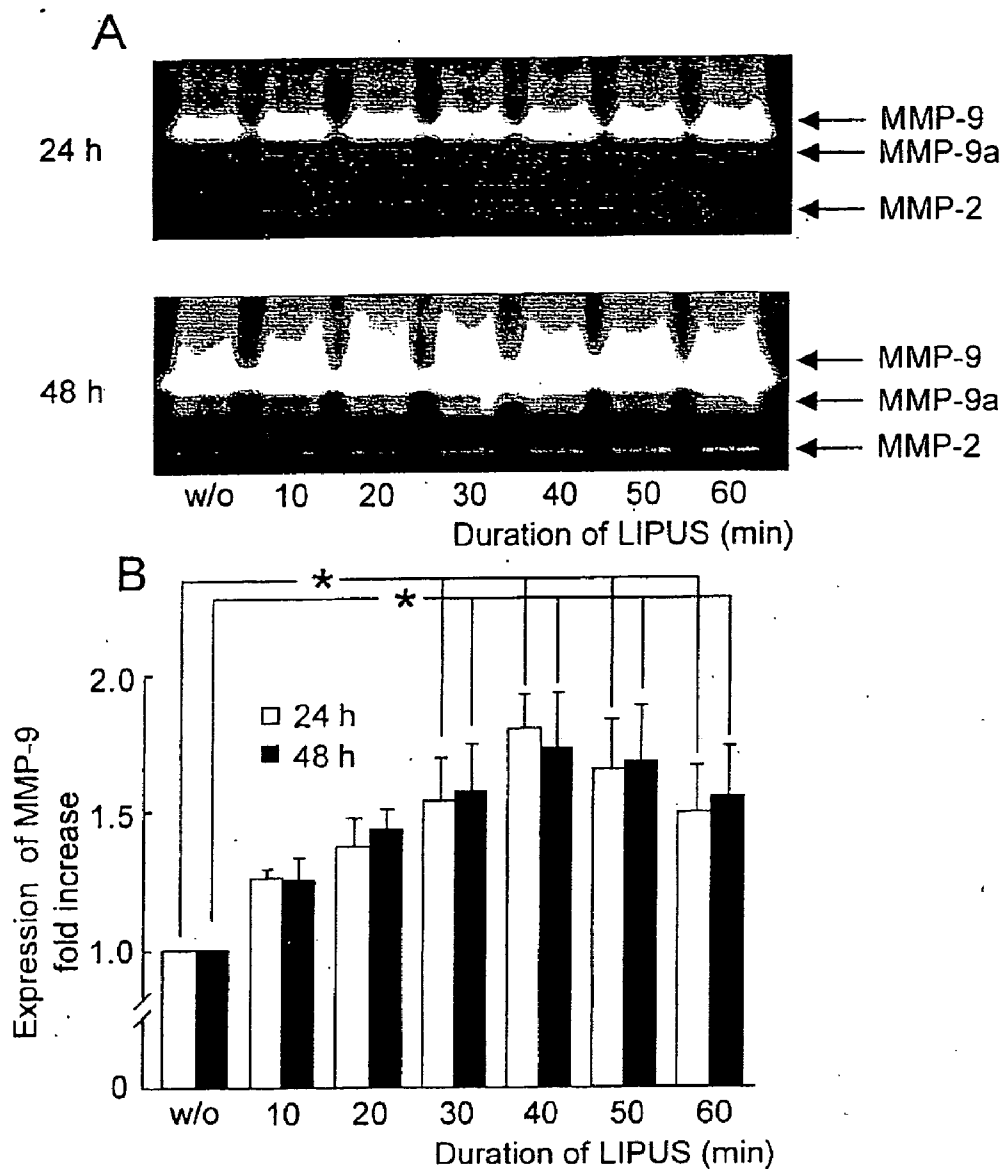 A
24 h
MMP-9
MMP-9a
MMP-2
48 h
MMP-9
MMP-9a
MMP-2
w/o 10 20 30 40 50 60
Duration of LIPUS (min)
B
*
*
Expression of MMP-9
fold increase
2.0
1.5
1.0
0
24 h
48 h
w/o 10 20 30 40 50 60
Duration of LIPUS (min)